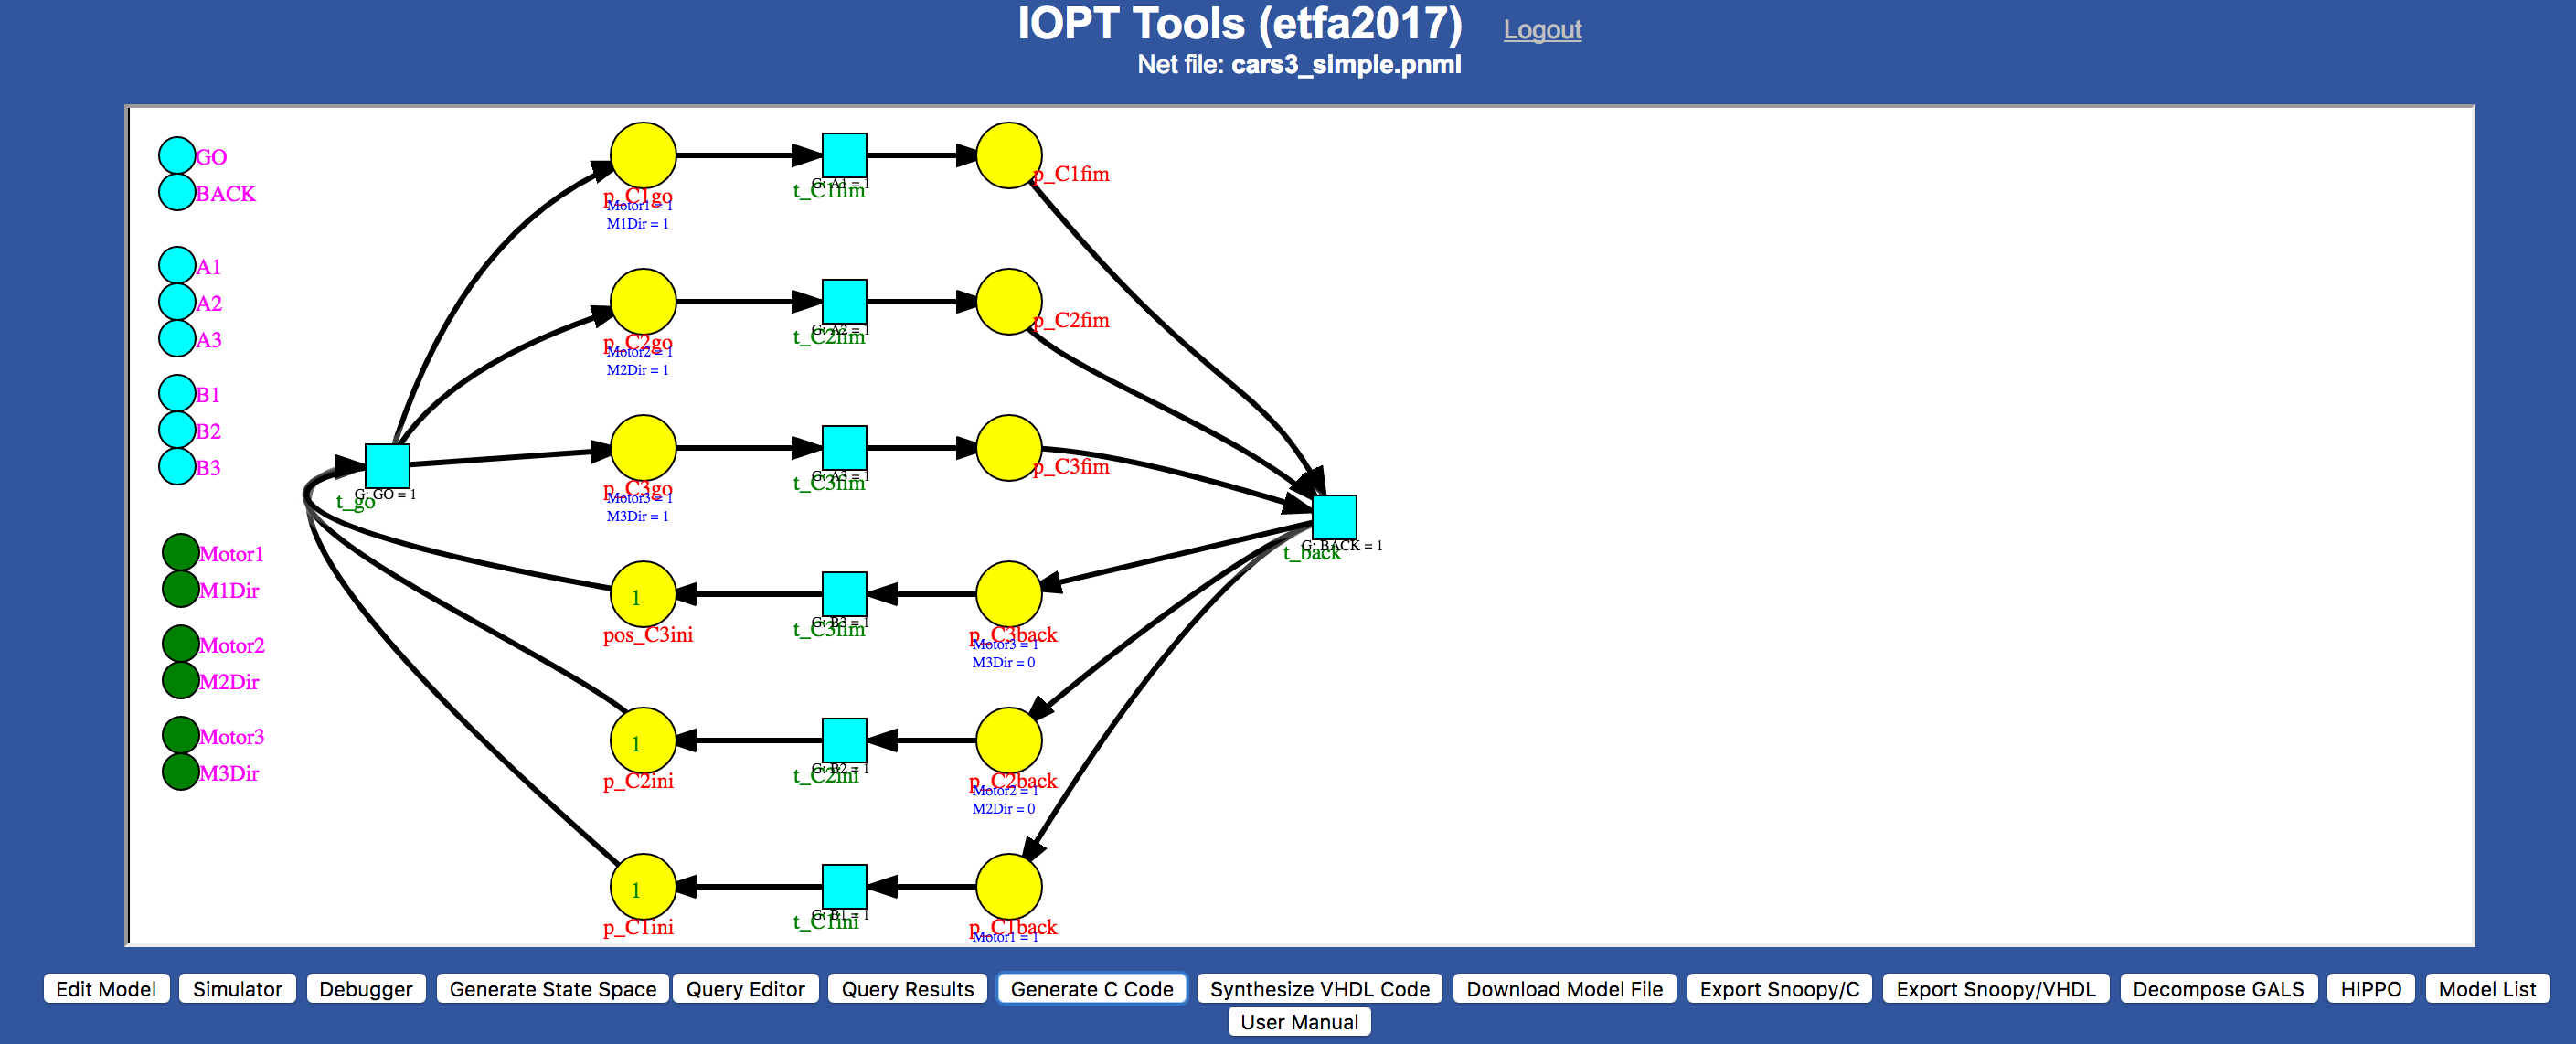 IOPT Tools (etfa2017) Logout
Net file: cars3_simple.pnml
GO
BACK
A1
A2
A3
B1
B2
B3
Motor1
M1Dir
Motor2
M2Dir
Motor3
M3Dir
G: GO = 1
t_go
p_C1go
Motor1 = 1
M1Dir = 1
G: A1 = 1
t_C1fim
p_C1fim
p_C2go
Motor2 = 1
M2Dir = 1
G: A2 = 1
t_C2fim
p_C2fim
p_C3go
Motor3 = 1
M3Dir = 1
G: A3 = 1
t_C3fim
p_C3fim
G: BACK = 1
t_back
1
pos_C3ini
G: B3 = 1
t_C3fim
p_C3back
Motor3 = 1
M3Dir = 0
1
p_C2ini
G: B2 = 1
t_C2ini
p_C2back
Motor2 = 1
M2Dir = 0
1
p_C1ini
G: B1 = 1
t_C1ini
p_C1back
Motor1 = 1
Edit Model Simulator Debugger Generate State Space Query Editor Query Results Generate C Code Synthesize VHDL Code Download Model File Export Snoopy/C Export Snoopy/VHDL Decompose GALS HIPPO Model List
User Manual